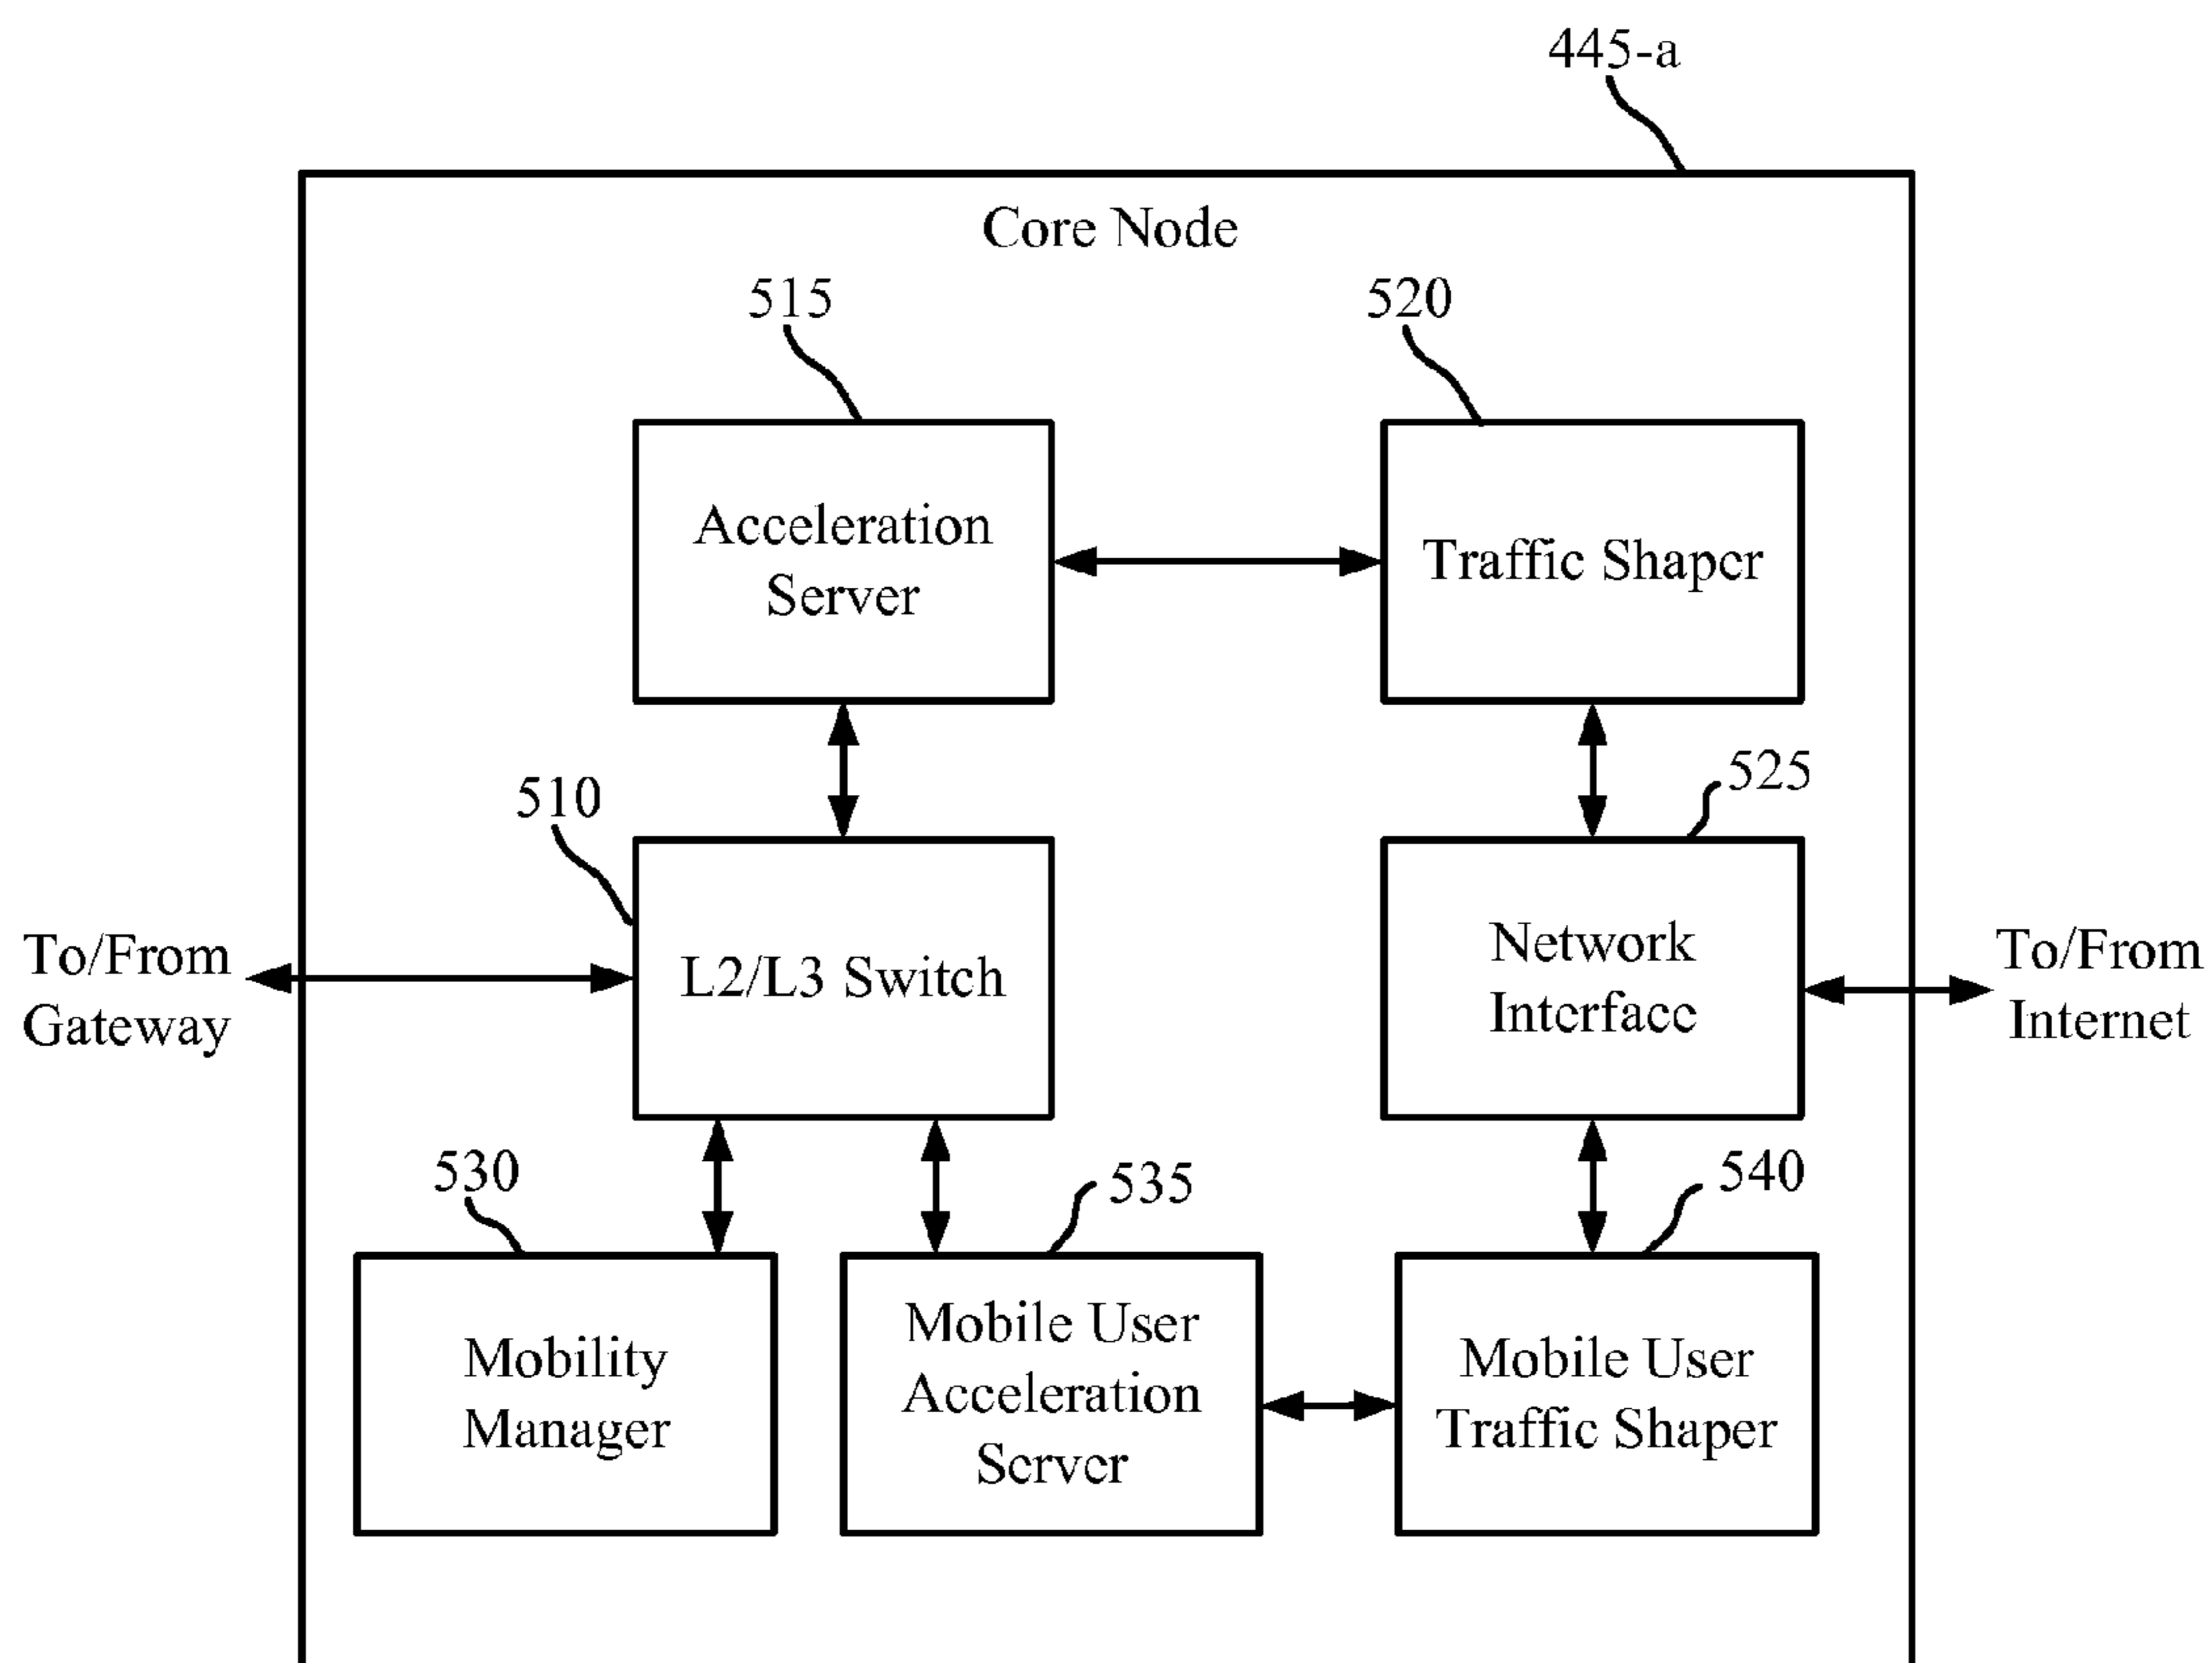 445-a
Core Node
515
520
Acceleration
Server
Traffic Shaper
510
525
To/From
Gateway
L2/L3 Switch
Network
Interface
To/From
Internet
530
535
540
Mobility
Manager
Mobile User
Acceleration
Server
Mobile User
Traffic Shaper